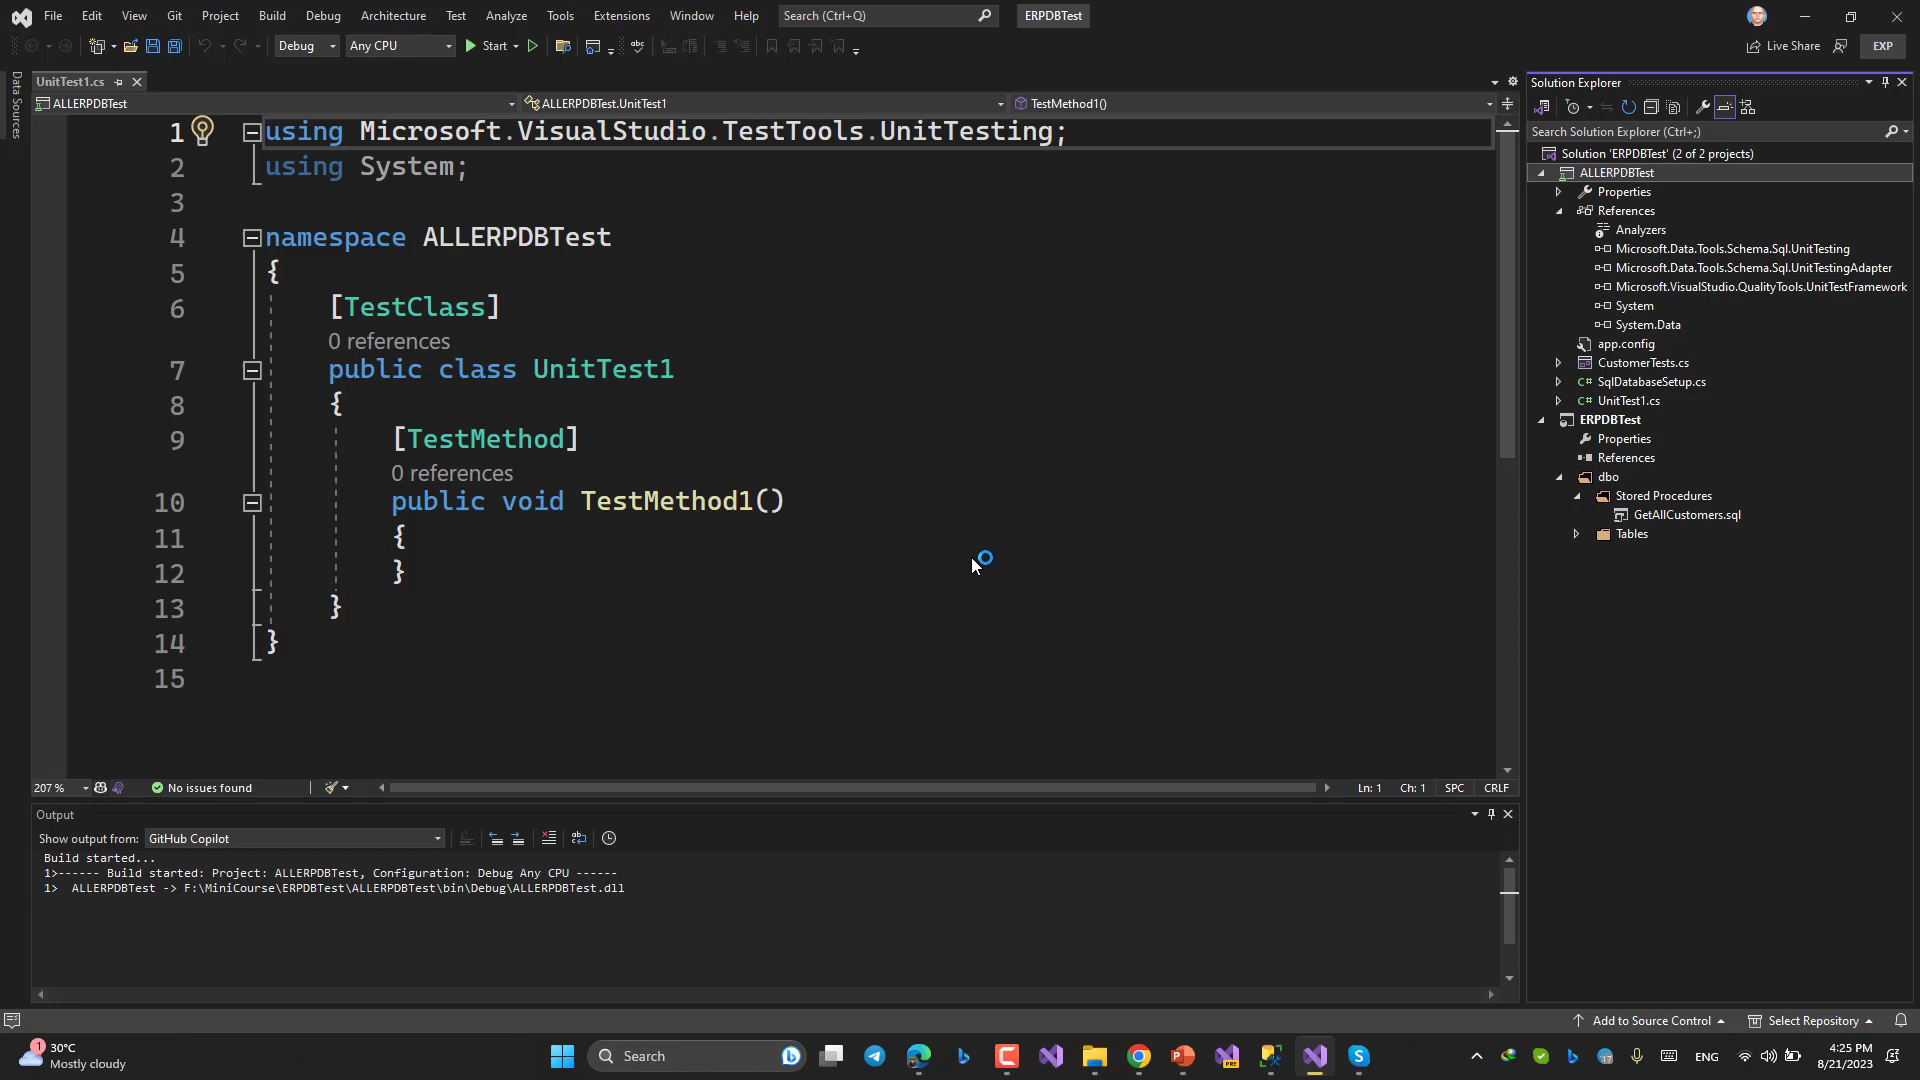 File Edit View Git Project Build Debug Architecture Test Analyze Tools Extensions Window Help Search (Ctrl+Q) ERPDBTest
Debug Any CPU Start Live Share EXP
Data Sources
UnitTest1.cs
ALLERPDBTest ALLERPDBTest.UnitTest1 TestMethod1()
1 using Microsoft.VisualStudio.TestTools.UnitTesting;
2 using System;
3
4 namespace ALLERPDBTest
5 {
6 [TestClass]
0 references
7 public class UnitTest1
8 {
9 [TestMethod]
0 references
10 public void TestMethod1()
11 {
12 }
13 }
14 }
15
207 % No issues found Ln: 1 Ch: 1 SPC CRLF
Output
Show output from: GitHub Copilot
Build started...
1>------ Build started: Project: ALLERPDBTest, Configuration: Debug Any CPU ------
1>  ALLERPDBTest -> F:\MiniCourse\ERPDBTest\ALLERPDBTest\bin\Debug\ALLERPDBTest.dll
Solution Explorer
Search Solution Explorer (Ctrl+;)
Solution 'ERPDBTest' (2 of 2 projects)
ALLERPDBTest
Properties
References
Analyzers
Microsoft.Data.Tools.Schema.Sql.UnitTesting
Microsoft.Data.Tools.Schema.Sql.UnitTestingAdapter
Microsoft.VisualStudio.QualityTools.UnitTestFramework
System
System.Data
app.config
CustomerTests.cs
C# SqlDatabaseSetup.cs
C# UnitTest1.cs
ERPDBTest
Properties
References
dbo
Stored Procedures
GetAllCustomers.sql
Tables
Add to Source Control Select Repository
1 30°C
Mostly cloudy
Search
PRE
17
ENG
4:25 PM
8/21/2023